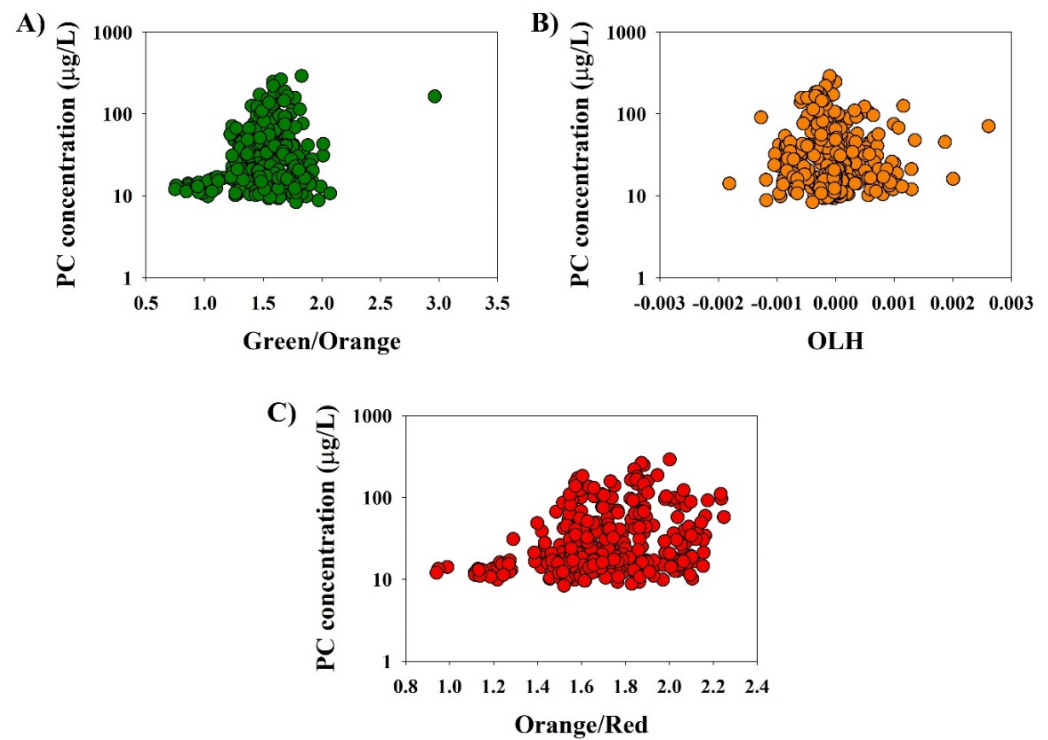 A)
PC concentration (µg/L)
1000
100
10
1
0.5 1.0 1.5 2.0 2.5 3.0 3.5
Green/Orange
B)
PC concentration (µg/L)
1000
100
10
1
-0.003 -0.002 -0.001 0.000 0.001 0.002 0.003
OLH
C)
PC concentration (µg/L)
1000
100
10
1
0.8 1.0 1.2 1.4 1.6 1.8 2.0 2.2 2.4
Orange/Red